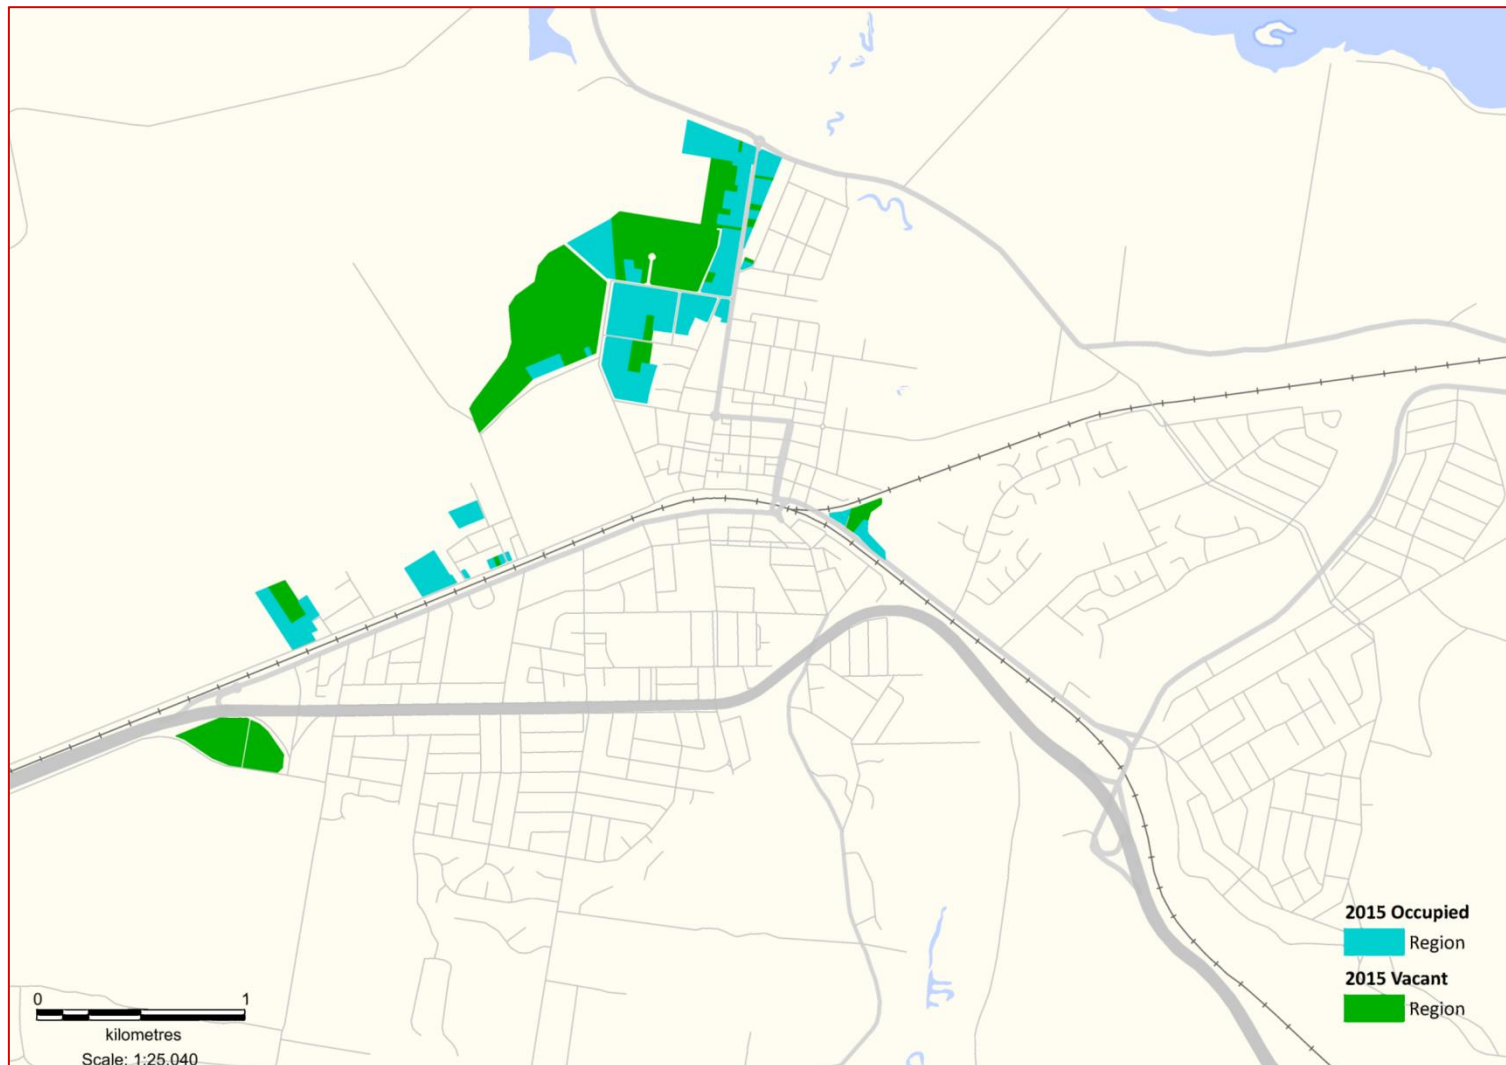 2015 Occupied
Region
2015 Vacant
Region
0 1
kilometres
Scale: 1:25,040